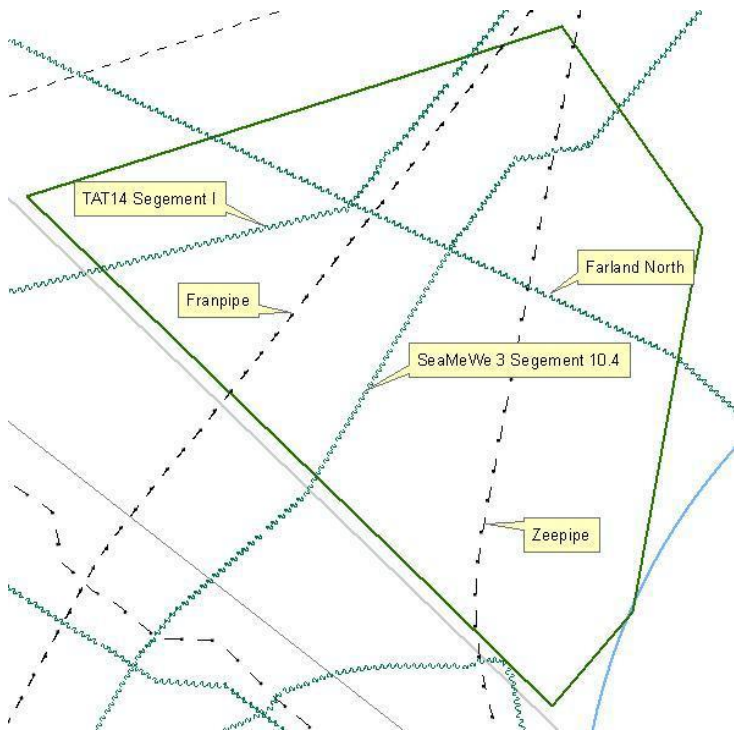 TAT14 Segement I
Farland North
Franpipe
SeaMeWe 3 Segement 10.4
Zeepipe